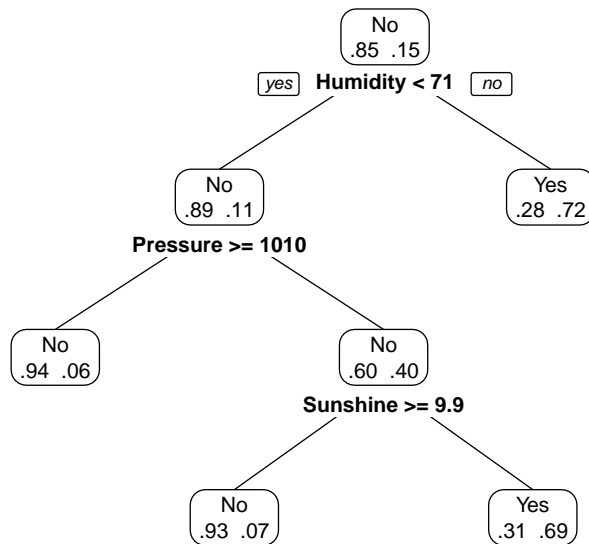 No
.85 .15
yes Humidity < 71 no
No
.89 .11
Yes
.28 .72
Pressure >= 1010
No
.94 .06
No
.60 .40
Sunshine >= 9.9
No
.93 .07
Yes
.31 .69